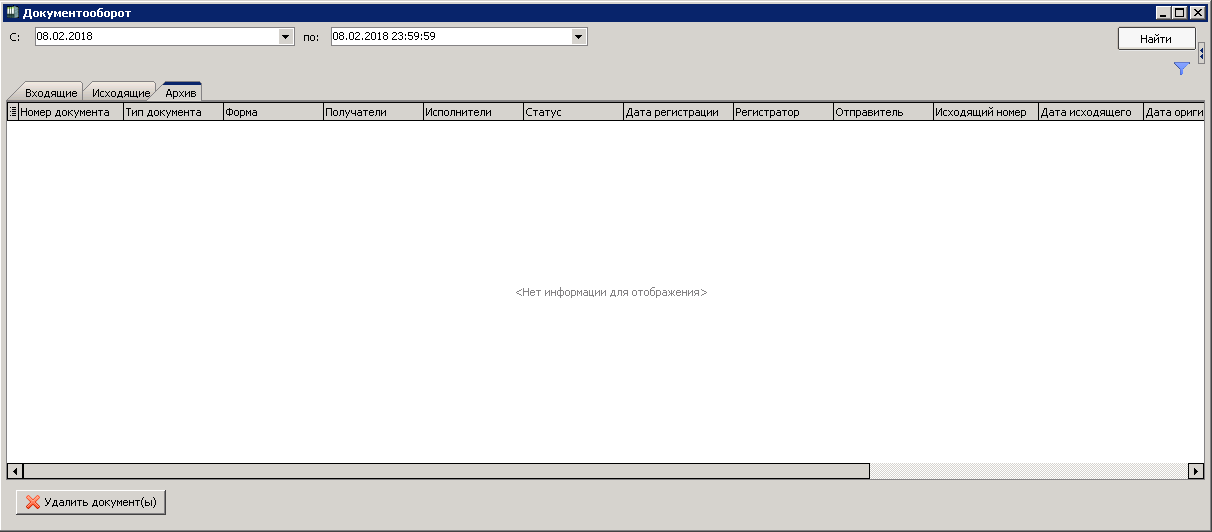 Документооборот
С: 08.02.2018 по: 08.02.2018 23:59:59 Найти
Входящие Исходящие Архив
Номер документа Тип документа Форма Получатели Исполнители Статус Дата регистрации Регистратор Отправитель Исходящий номер Дата исходящего Дата ориги
<Нет информации для отображения>
Удалить документ(ы)